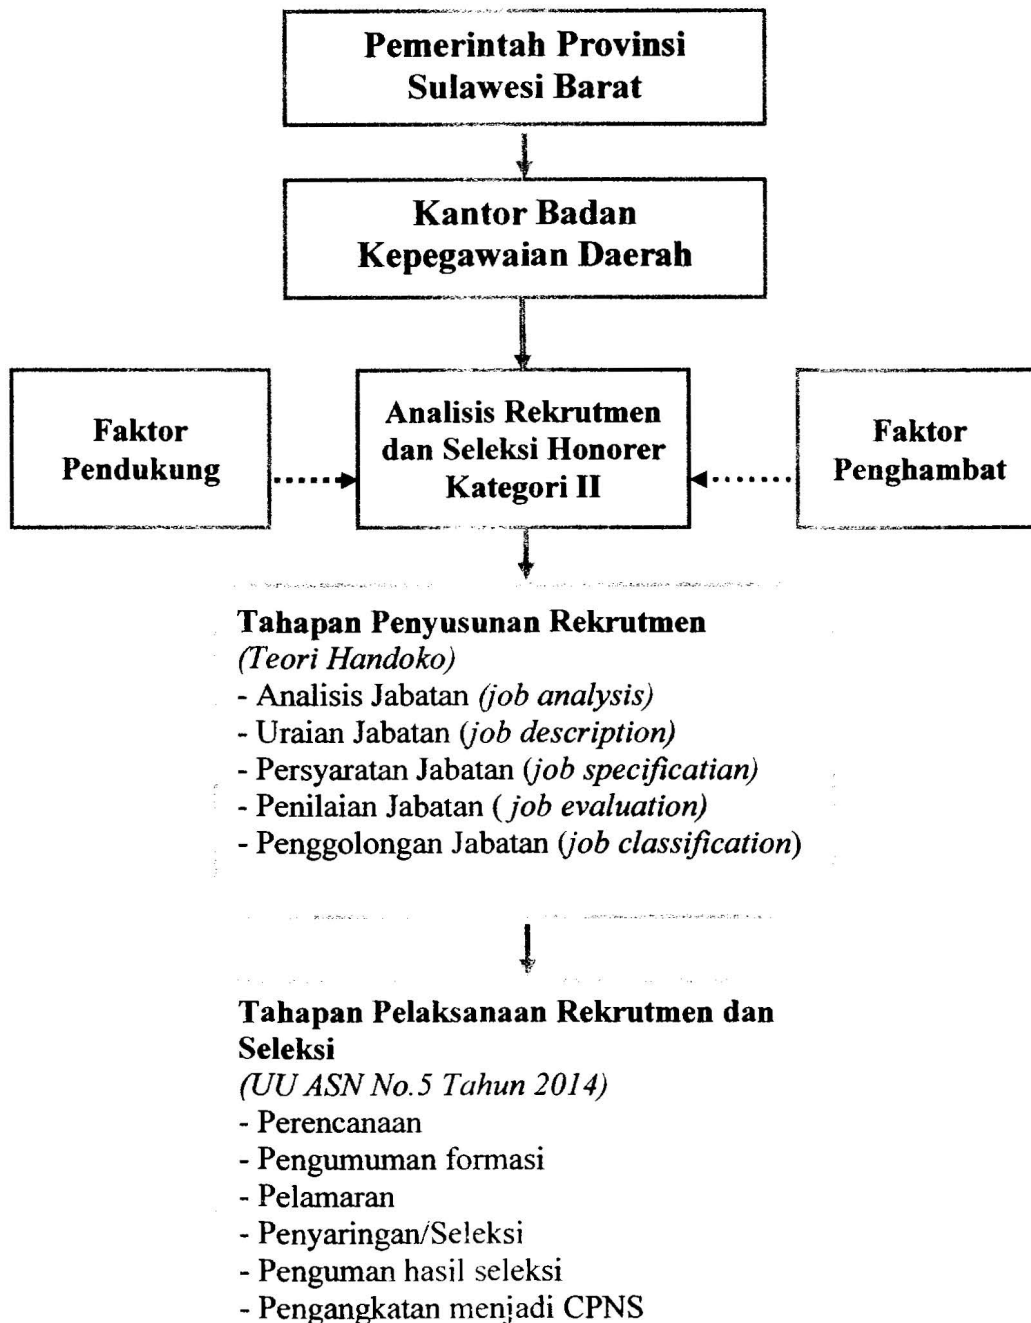 Pemerintah Provinsi
Sulawesi Barat
Kantor Badan
Kepegawaian Daerah
Faktor
Pendukung
Analisis Rekrutmen
dan Seleksi Honorer
Kategori II
Faktor
Penghambat
Tahapan Penyusunan Rekrutmen
(Teori Handoko)
- Analisis Jabatan (job analysis)
- Uraian Jabatan (job description)
- Persyaratan Jabatan (job specificatian)
- Penilaian Jabatan ( job evaluation)
- Penggolongan Jabatan (job classification)
Tahapan Pelaksanaan Rekrutmen dan
Seleksi
(UU ASN No.5 Tahun 2014)
- Perencanaan
- Pengumuman formasi
- Pelamaran
- Penyaringan/Seleksi
- Penguman hasil seleksi
- Pengangkatan menjadi CPNS